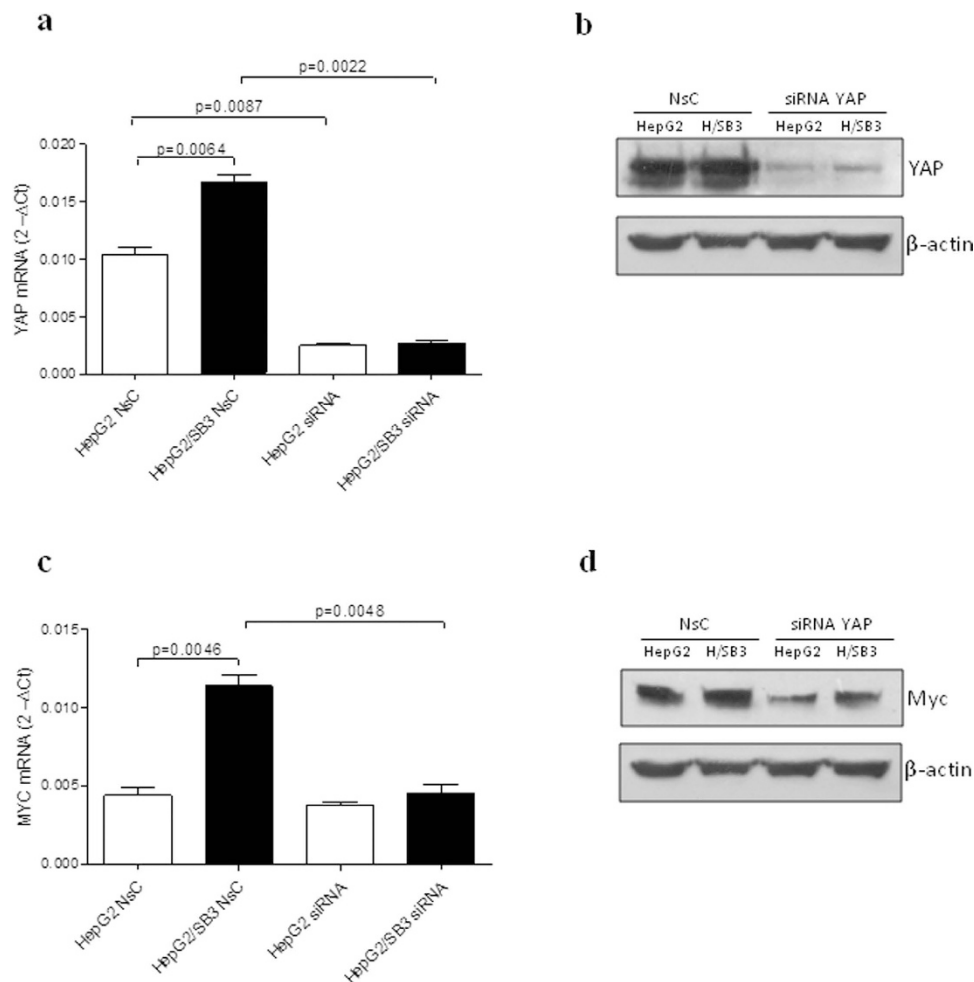 a
p=0.0022
p=0.0087
p=0.0064
0.020
0.015
0.010
0.005
0.000
YAP mRNA (2 –ΔCt)
HepG2 NsC
HepG2/SB3 NsC
HepG2 siRNA
HepG2/SB3 siRNA
b
NsC siRNA YAP
HepG2 H/SB3 HepG2 H/SB3
YAP
β-actin
c
p=0.0048
p=0.0046
0.015
0.010
0.005
0.000
MYC mRNA (2 –ΔCt)
HepG2 NsC
HepG2/SB3 NsC
HepG2 siRNA
HepG2/SB3 siRNA
d
NsC siRNA YAP
HepG2 H/SB3 HepG2 H/SB3
Myc
β-actin